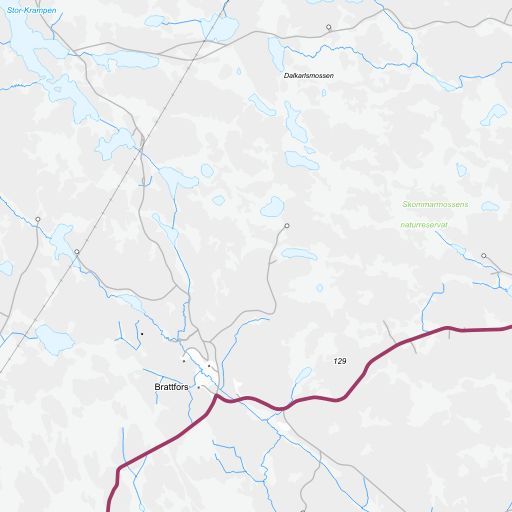 Stor-Krampen
Dalkarlsmossen
Skommarmossens
naturreservat
129
Brattfors